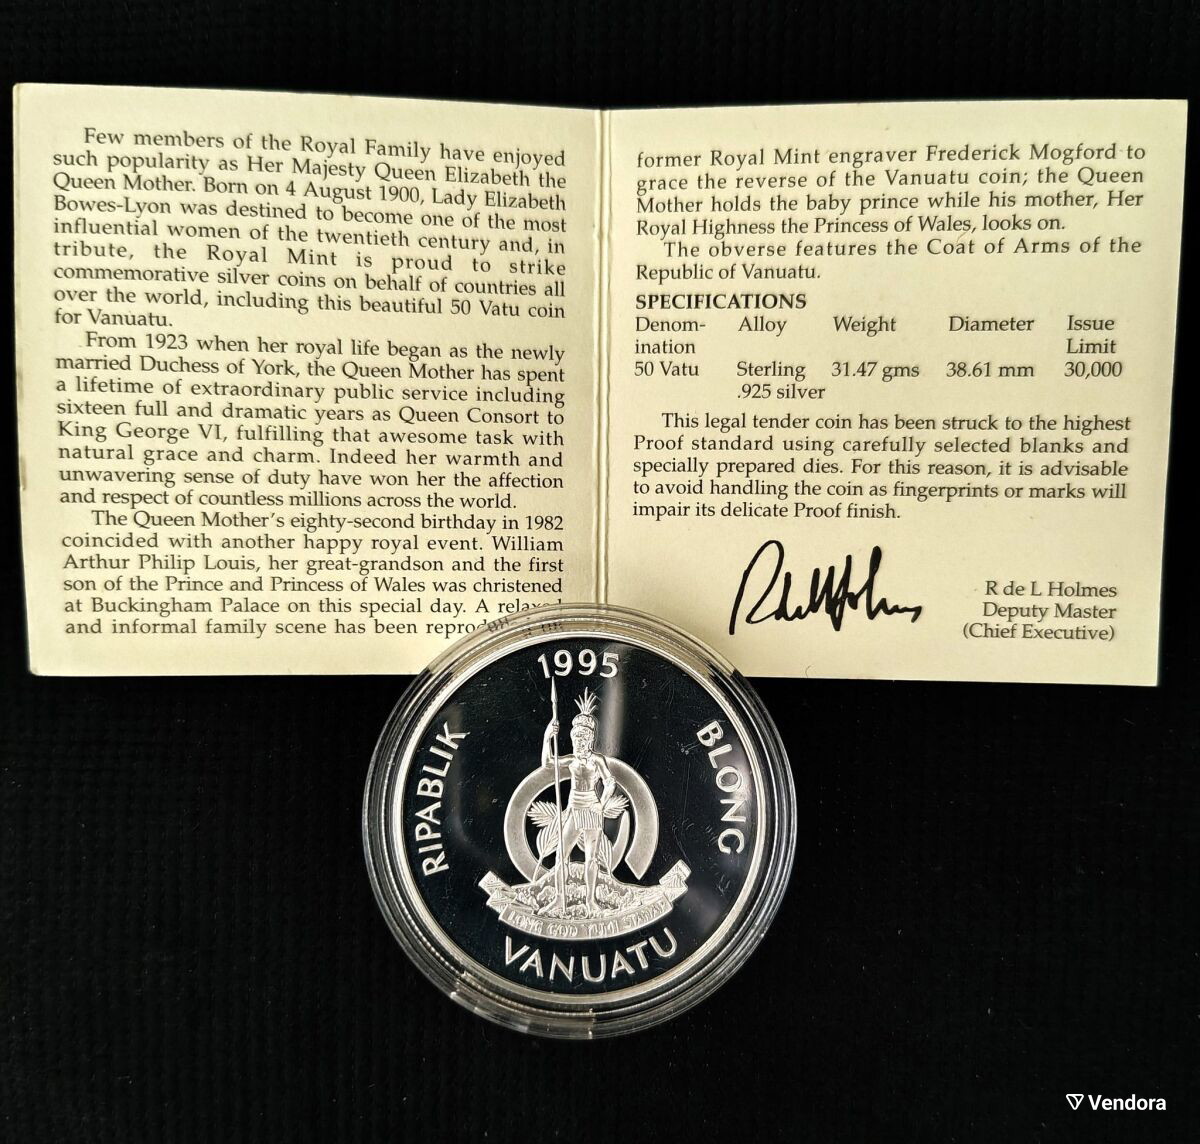 Few members of the Royal Family have enjoyed
such popularity as Her Majesty Queen Elizabeth the
Queen Mother. Born on 4 August 1900, Lady Elizabeth
Bowes-Lyon was destined to become one of the most
influential women of the twentieth century and, in
tribute, the Royal Mint is proud to strike
commemorative silver coins on behalf of countries all
over the world, including this beautiful 50 Vatu coin
for Vanuatu.
From 1923 when her royal life began as the newly
married Duchess of York, the Queen Mother has spent
a lifetime of extraordinary public service including
sixteen full and dramatic years as Queen Consort to
King George VI, fulfilling that awesome task with
natural grace and charm. Indeed her warmth and
unwavering sense of duty have won her the affection
and respect of countless millions across the world.
The Queen Mother's eighty-second birthday in 1982
coincided with another happy royal event. William
Arthur Philip Louis, her great-grandson and the first
son of the Prince and Princess of Wales was christened
at Buckingham Palace on this special day. A relaxed
and informal family scene has been reproduced by
former Royal Mint engraver Frederick Mogford to
grace the reverse of the Vanuatu coin; the Queen
Mother holds the baby prince while his mother, Her
Royal Highness the Princess of Wales, looks on.
The obverse features the Coat of Arms of the
Republic of Vanuatu.
SPECIFICATIONS
Denom- Alloy Weight Diameter Issue
ination Limit
50 Vatu Sterling 31.47 gms 38.61 mm 30,000
.925 silver
This legal tender coin has been struck to the highest
Proof standard using carefully selected blanks and
specially prepared dies. For this reason, it is advisable
to avoid handling the coin as fingerprints or marks will
impair its delicate Proof finish.
R de L Holmes
R de L Holmes
Deputy Master
(Chief Executive)
1995
RIPABLIK
BLONG
LONG GOD YUMI STANAP
VANUATU
Vendora